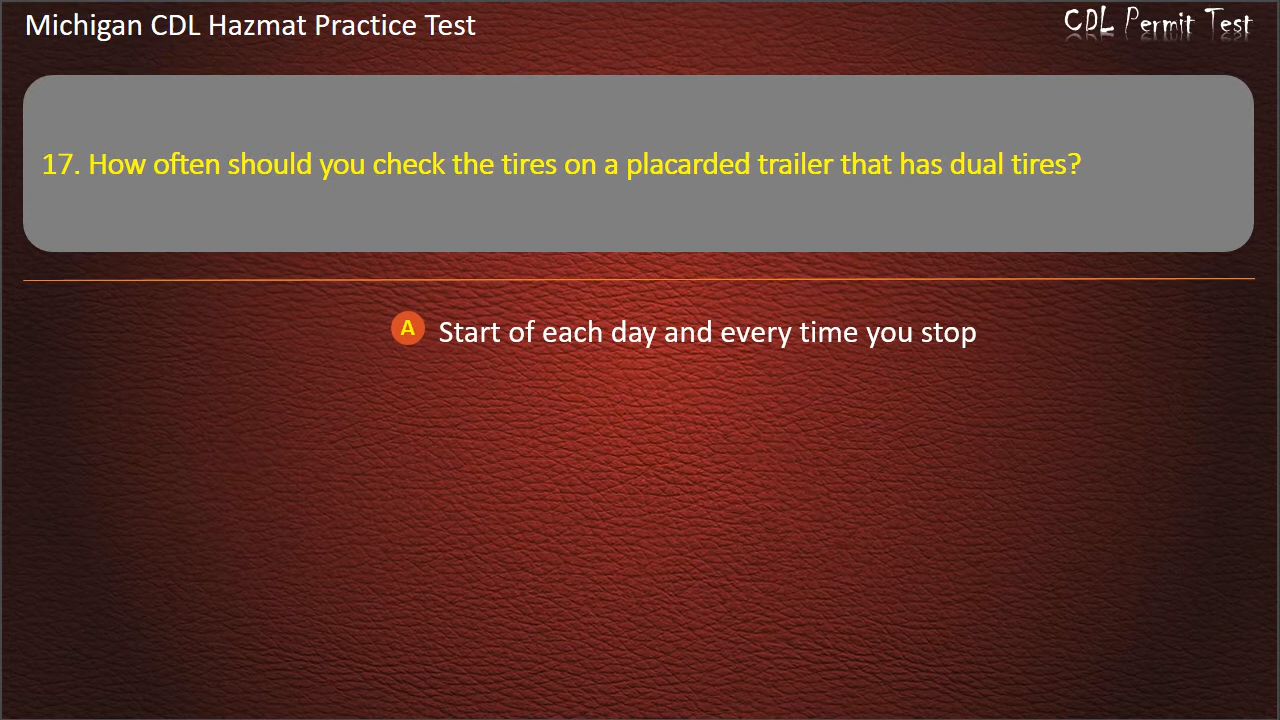 Michigan CDL Hazmat Practice Test
CDL Permit Test
17. How often should you check the tires on a placarded trailer that has dual tires?
A Start of each day and every time you stop